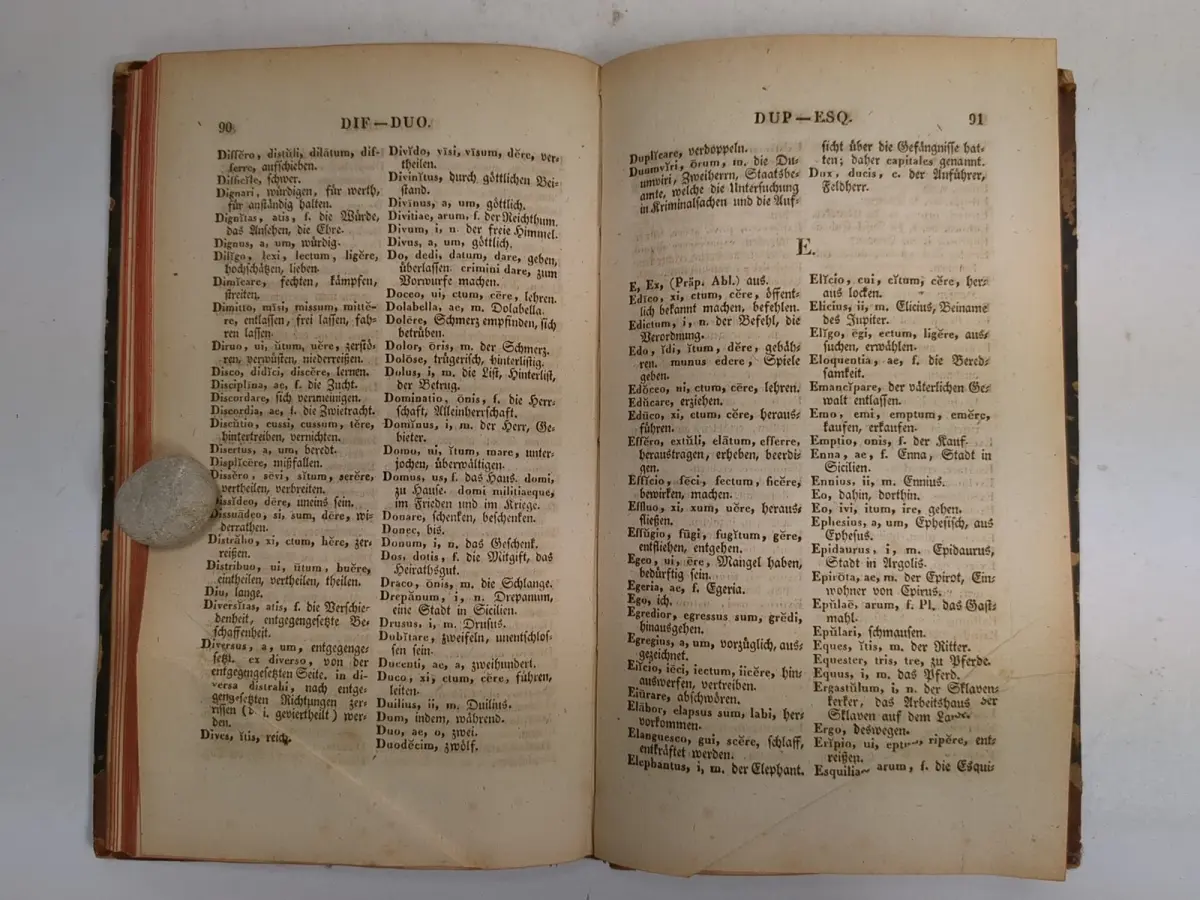 90
DIF — DUO.
Diffĕro, distŭli, dilātum, dif-
ferre, aufschieben.
Difficile, schwer.
Dignari, würdigen, für werth,
für anständig halten.
Dignĭtas, atis, f. die Würde,
das Ansehen, die Ehre.
Dignus, a, um, würdig.
Diligo, lexi, lectum, ligĕre,
hochschätzen, lieben.
Dimĭcare, fechten, kämpfen,
streiten.
Dimitto, mīsi, missum, mittĕ-
re, entlassen, frei lassen, fah-
ren lassen.
Diruo, ui, ŭtum, uĕre, zerstö-
ren, verwüsten, niederreißen.
Disco, didĭci, discĕre, lernen.
Disciplīna, ae, f. die Zucht.
Discordare, sich veruneinigen.
Discordia, ae, f. die Zwietracht.
Discŭtio, cussi, cussum, tĕre,
hintertreiben, vernichten.
Disertus, a, um, beredt.
Displĭcēre, mißfallen.
Dissĕro, sēvi, sĭtum, serĕre,
vertheilen, verbreiten.
issĭdeo, dēre, uneins sein.
issuādeo, si, sum, dēre, wi-
derrathen.
Distrăho, xi, ctum, hĕre, zer-
reißen.
Distribuo, ui, ūtum, buĕre,
eintheilen, vertheilen, theilen.
Diu, lange.
Diversĭtas, atis, f. die Verschie-
denheit, entgegengesetzte Be-
schaffenheit.
Diversus, a, um, entgegenge-
setzt. ex diverso, von der
entgegengesetzten Seite. in di-
versa distrahi, nach entge-
gengesetzten Richtungen zer-
rissen (d. i. geviertheilt) wer-
den.
Dives, ĭtis, reich.
Divĭdo, vīsi, vīsum, dĕre, ver-
theilen.
Divinĭtus, durch göttlichen Bei-
stand.
Divīnus, a, um, göttlich.
Divitiae, arum, f. der Reichthum.
Divum, i, n. der freie Himmel.
Divus, a, um, göttlich.
Do, dedi, datum, dare, geben,
überlassen. crimini dare, zum
Vorwurfe machen.
Doceo, ui, ctum, cēre, lehren.
Dolabella, ae, m. Dolabella.
Dolēre, Schmerz empfinden, sich
betrüben.
Dolor, ōris, m. der Schmerz.
Dolōse, trügerisch, hinterlistig.
Dolus, i, m. die List, Hinterlist,
der Betrug.
Dominatio, ōnis, f. die Herr-
schaft, Alleinherrschaft.
Domĭnus, i, m. der Herr, Ge-
bieter.
Domo, ui, ĭtum, mare, unter-
jochen, überwältigen.
Domus, us, f. das Haus. domi,
zu Hause. domi militiaeque,
im Frieden und im Kriege.
Donare, schenken, beschenken.
Donec, bis.
Donum, i, n. das Geschenk.
Dos, dotis, f. die Mitgift, das
Heirathsgut.
Draco, ōnis, m. die Schlange.
Drepănum, i, n. Drepanum,
eine Stadt in Sicilien.
Drusus, i, m. Drusus.
Dubĭtare, zweifeln, unentschlos-
sen sein.
Ducenti, ae, a, zweihundert.
Duco, xi, ctum, cĕre, führen,
leiten.
Duilius, ii, m. Duilius.
Dum, indem, während.
Duo, ae, o, zwei.
Duodĕcim, zwölf.
DUP — ESQ.
91
Duplĭcare, verdoppeln.
Duumvĭri, ōrum, m. die Du-
umwiri, Zweiherrn, Staatsbe-
amte, welche die Untersuchung
in Kriminalsachen und die Auf-
sicht über die Gefängnisse hat-
ten; daher capitales genannt.
Dux, ducis, c. der Anführer,
Feldherr.
E.
E, Ex, (Präp. Abl.) aus.
Edīco, xi, ctum, cĕre, öffent-
lich bekannt machen, befehlen.
Edictum, i, n. der Befehl, die
Verordnung.
Edo, ĭdi, ĭtum, dĕre, gebäh-
ren. munus edere, Spiele
geben.
Edŏceo, ui, ctum, cēre, lehren.
Edŭcare, erziehen.
Edūco, xi, ctum, cĕre, heraus-
führen.
Effĕro, extŭli, elātum, efferre,
heraustragen, erheben, beerdi-
gen.
Effĭcio, fēci, fectum, ficĕre,
bewirken, machen.
Effluo, xi, xum, uĕre, heraus-
fließen.
Effŭgio, fūgi, fugĭtum, gĕre,
entfliehen, entgehen.
Egeo, ui, ēre, Mangel haben,
bedürftig sein.
Egeria, ae, f. Egeria.
Ego, ich.
Egredior, egressus sum, grĕdi,
hinausgehen.
Egregius, a, um, vorzüglich, aus-
gezeichnet.
Eiĭcio, iēci, iectum, iicĕre, hin-
auswerfen, vertreiben.
Eiūrare, abschwören.
Elābor, elapsus sum, labi, her-
vorkommen.
Elanguesco, gui, scĕre, schlaff,
entkräftet werden.
Elephantus, i, m. der Elephant.
Elĭcio, cui, cĭtum, cĕre, her-
aus locken.
Elicius, ii, m. Elicius, Beiname
des Jupiter.
Elĭgo, ēgi, ectum, ligĕre, aus-
suchen, erwählen.
Eloquentia, ae, f. die Bered-
samkeit.
Emancĭpare, der väterlichen Ge-
walt entlassen.
Emo, emi, emptum, emĕre,
kaufen, erkaufen.
Emptio, onis, f. der Kauf.
Enna, ae, f. Enna, Stadt in
Sicilien.
Ennius, ii, m. Ennius.
Eo, dahin, dorthin.
Eo, ivi, itum, ire, gehen.
Ephesius, a, um, Ephesisch, aus
Ephesus.
Epidaurus, i, m. Epidaurus,
Stadt in Argolis.
Epirōta, ae, m. der Epirot, Ein-
wohner von Epirus.
Epŭlae, arum, f. Pl. das Gast-
mahl.
Epŭlari, schmausen.
Eques, ĭtis, m. der Ritter.
Equester, tris, tre, zu Pferde.
Equus, i, m. das Pferd.
Ergastŭlum, i, n. der Sklaven-
kerker, das Arbeitshaus der
Sklaven auf dem
Ergo, deswegen.
Erĭpio, ui, ripĕre, ent-
reißen.
Esquilia arum, f. die Esqui-